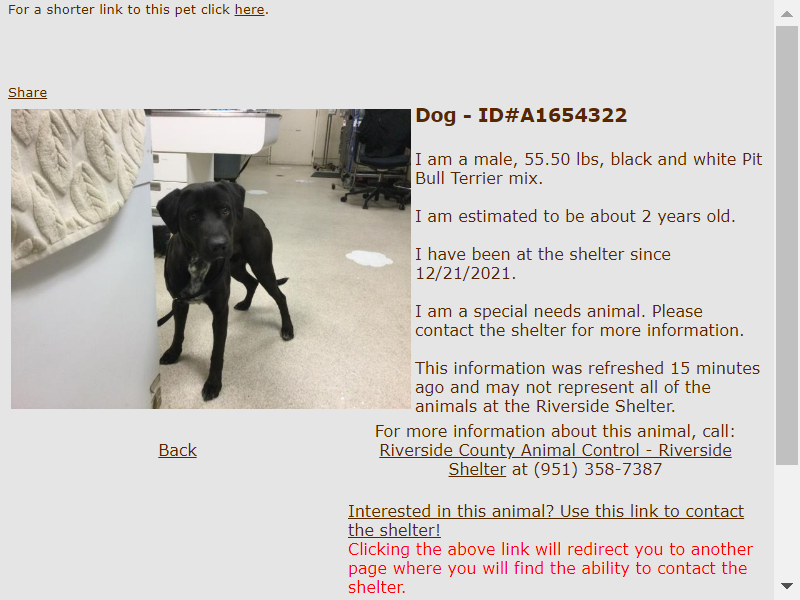 For a shorter link to this pet click here.
Share
Dog - ID#A1654322
I am a male, 55.50 lbs, black and white Pit
Bull Terrier mix.
I am estimated to be about 2 years old.
I have been at the shelter since
12/21/2021.
I am a special needs animal. Please
contact the shelter for more information.
This information was refreshed 15 minutes
ago and may not represent all of the
animals at the Riverside Shelter.
Back
For more information about this animal, call:
Riverside County Animal Control - Riverside
Shelter at (951) 358-7387
Interested in this animal? Use this link to contact
the shelter!
Clicking the above link will redirect you to another
page where you will find the ability to contact the
shelter.